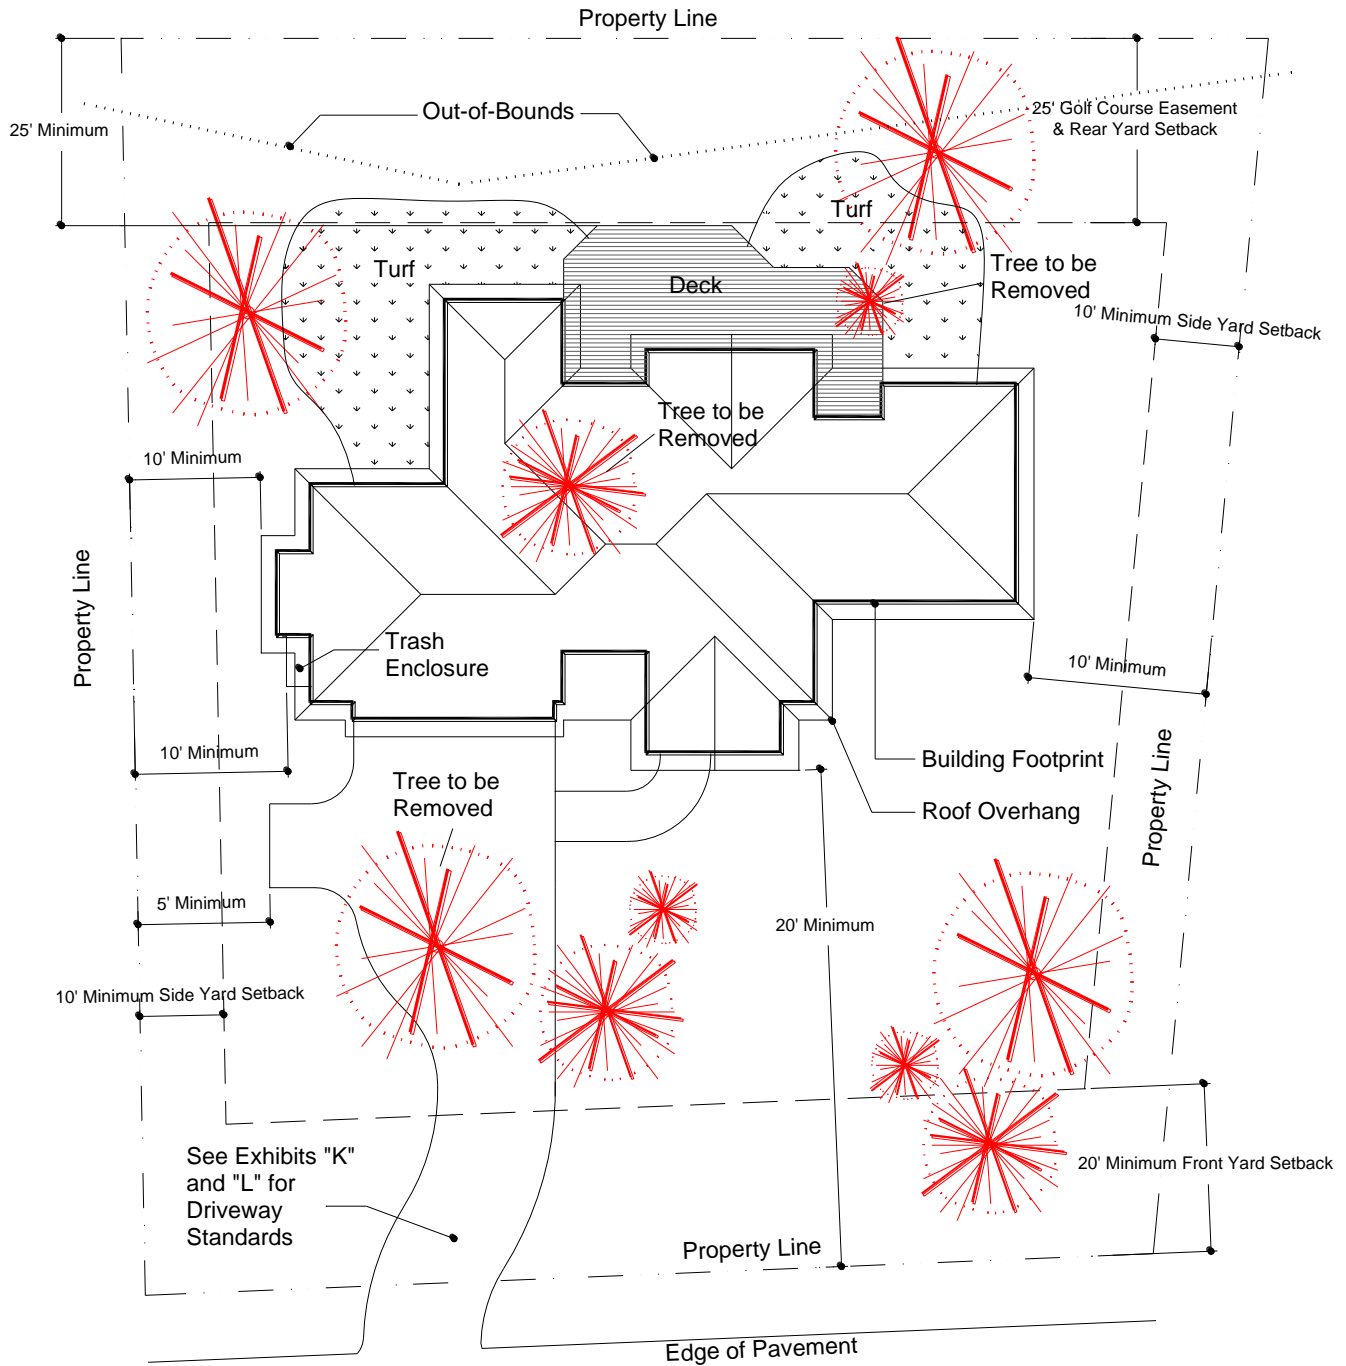 Property Line
25' Minimum
Out-of-Bounds
25' Golf Course Easement
& Rear Yard Setback
Turf
Turf
Deck
Tree to be
Removed
10' Minimum Side Yard Setback
Tree to be
Removed
10' Minimum
Property Line
Trash
Enclosure
10' Minimum
10' Minimum
Building Footprint
Property Line
Tree to be
Removed
Roof Overhang
5' Minimum
20' Minimum
10' Minimum Side Yard Setback
See Exhibits "K"
and "L" for
Driveway
Standards
20' Minimum Front Yard Setback
Property Line
Edge of Pavement